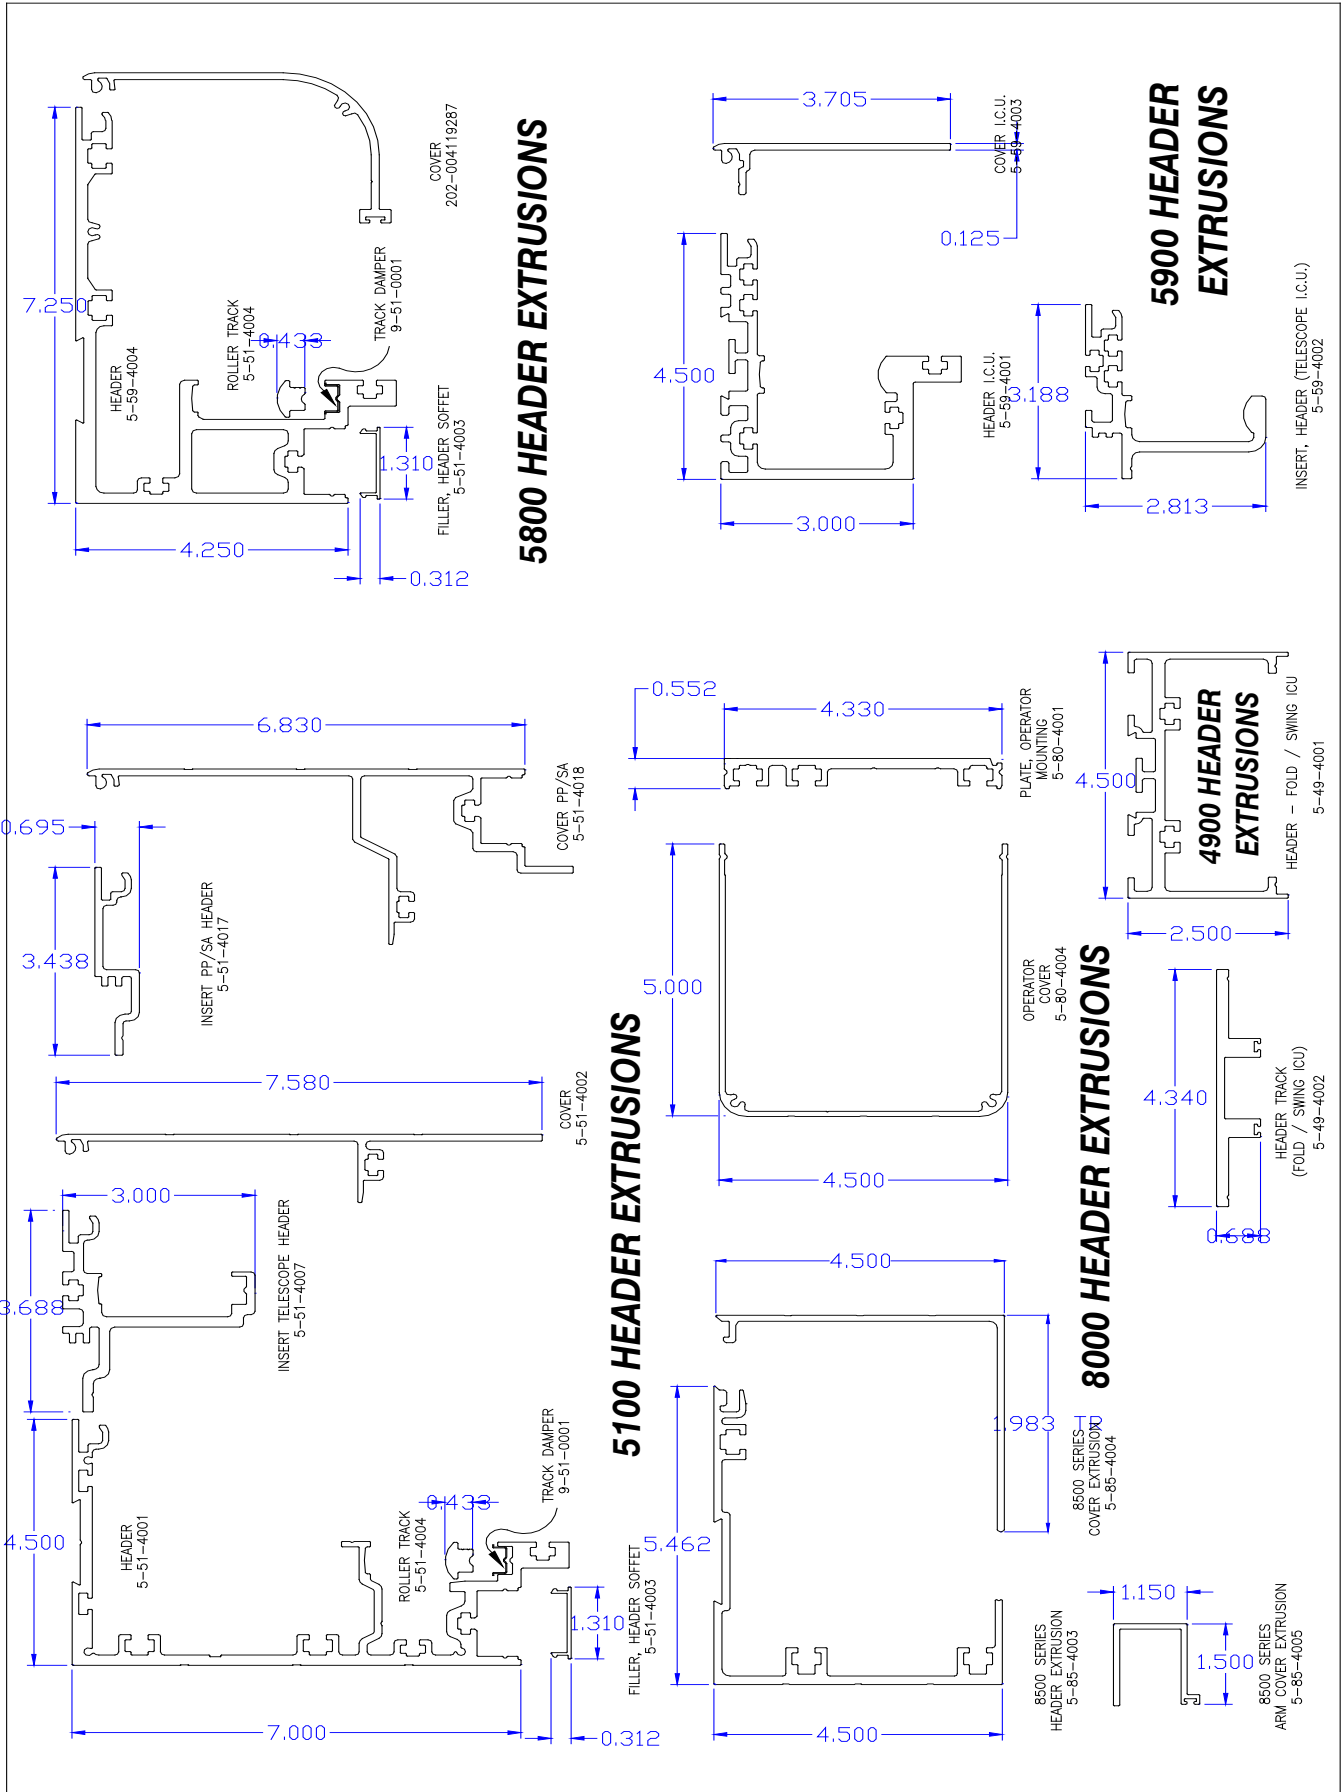 7.250
HEADER
5-59-4004
ROLLER TRACK
5-51-4004
0.433
COVER
202-004119287
TRACK DAMPER
9-51-0001
1.310
FILLER, HEADER SOFFET
5-51-4003
4.250
0.312
5800 HEADER EXTRUSIONS
3.705
COVER I.C.U.
5-59-4003
0.125
4.500
HEADER I.C.U.
5-59-4001
3.000
5900 HEADER
EXTRUSIONS
3.188
2.813
INSERT, HEADER (TELESCOPE I.C.U.)
5-59-4002
6.830
0.695
3.438
INSERT PP/SA HEADER
5-51-4017
COVER PP/SA
5-51-4018
7.580
COVER
5-51-4002
3.000
3.688
INSERT TELESCOPE HEADER
5-51-4007
4.500
HEADER
5-51-4001
ROLLER TRACK
5-51-4004
0.433
TRACK DAMPER
9-51-0001
1.310
FILLER, HEADER SOFFET
5-51-4003
7.000
0.312
5100 HEADER EXTRUSIONS
0.552
4.330
PLATE, OPERATOR
MOUNTING
5-80-4001
5.000
OPERATOR
COVER
5-80-4004
4.500
4.500
1.983 TP
8500 SERIES
COVER EXTRUSION
5-85-4004
5.462
8500 SERIES
HEADER EXTRUSION
5-85-4003
4.500
1.150
1.500
8500 SERIES
ARM COVER EXTRUSION
5-85-4005
8000 HEADER EXTRUSIONS
4.500
4900 HEADER
EXTRUSIONS
HEADER - FOLD / SWING ICU
5-49-4001
2.500
4.340
HEADER TRACK
(FOLD / SWING ICU)
5-49-4002
0.688